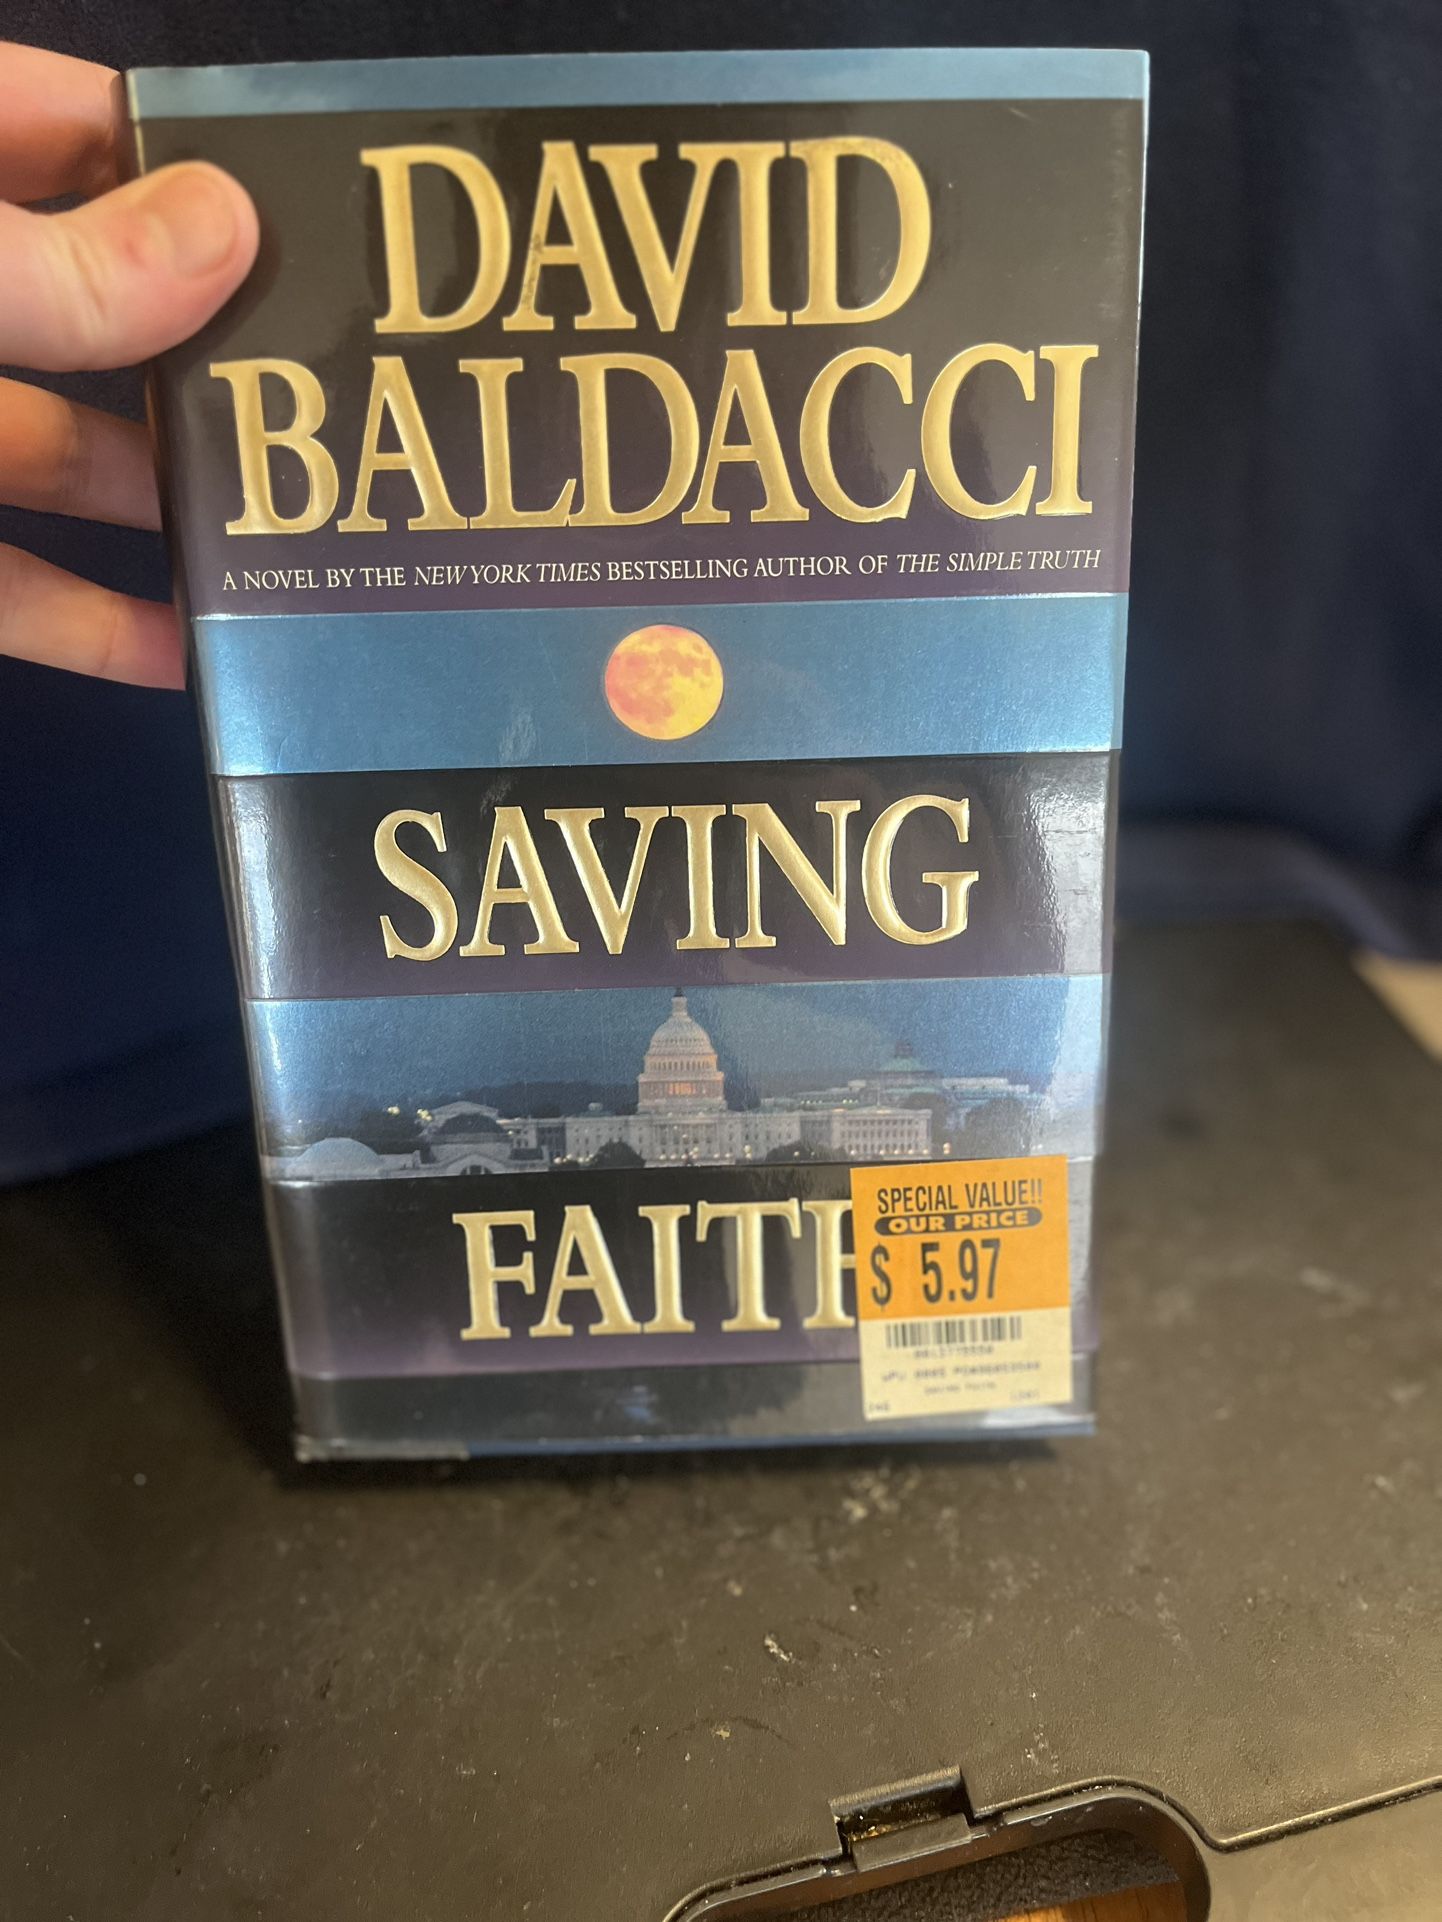 DAVID
BALDACCI
A NOVEL BY THE NEW YORK TIMES BESTSELLING AUTHOR OF THE SIMPLE TRUTH
SAVING
FAITH
SPECIAL VALUE!!
OUR PRICE
$ 5.97